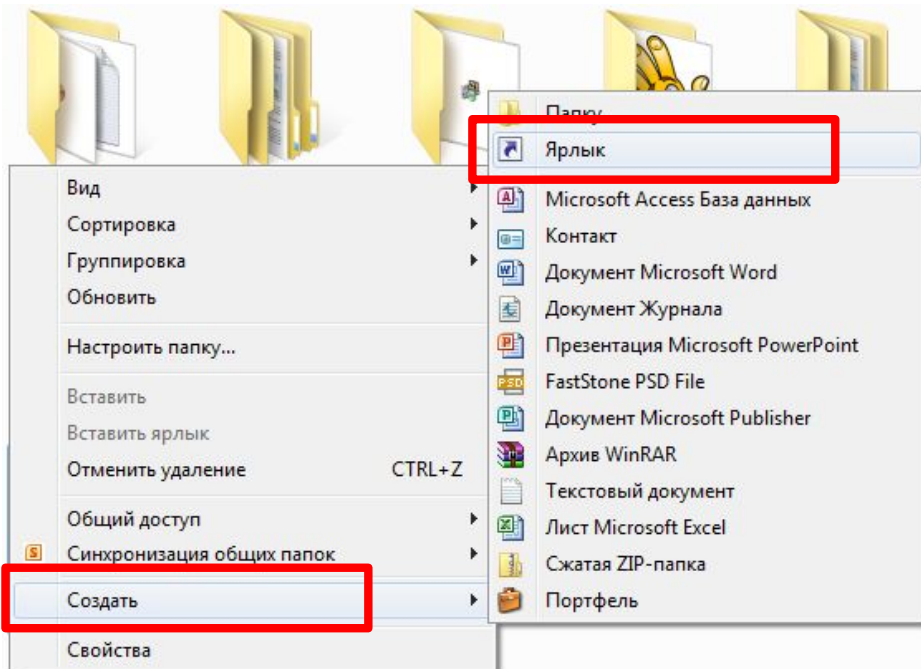 Вид
Сортировка
Группировка
Обновить
Настроить папку...
Вставить
Вставить ярлык
Отменить удаление CTRL+Z
Общий доступ
Синхронизация общих папок
Создать
Свойства
Папку
Ярлык
Microsoft Access База данных
Контакт
Документ Microsoft Word
Документ Журнала
Презентация Microsoft PowerPoint
FastStone PSD File
Документ Microsoft Publisher
Архив WinRAR
Текстовый документ
Лист Microsoft Excel
Сжатая ZIP-папка
Портфель